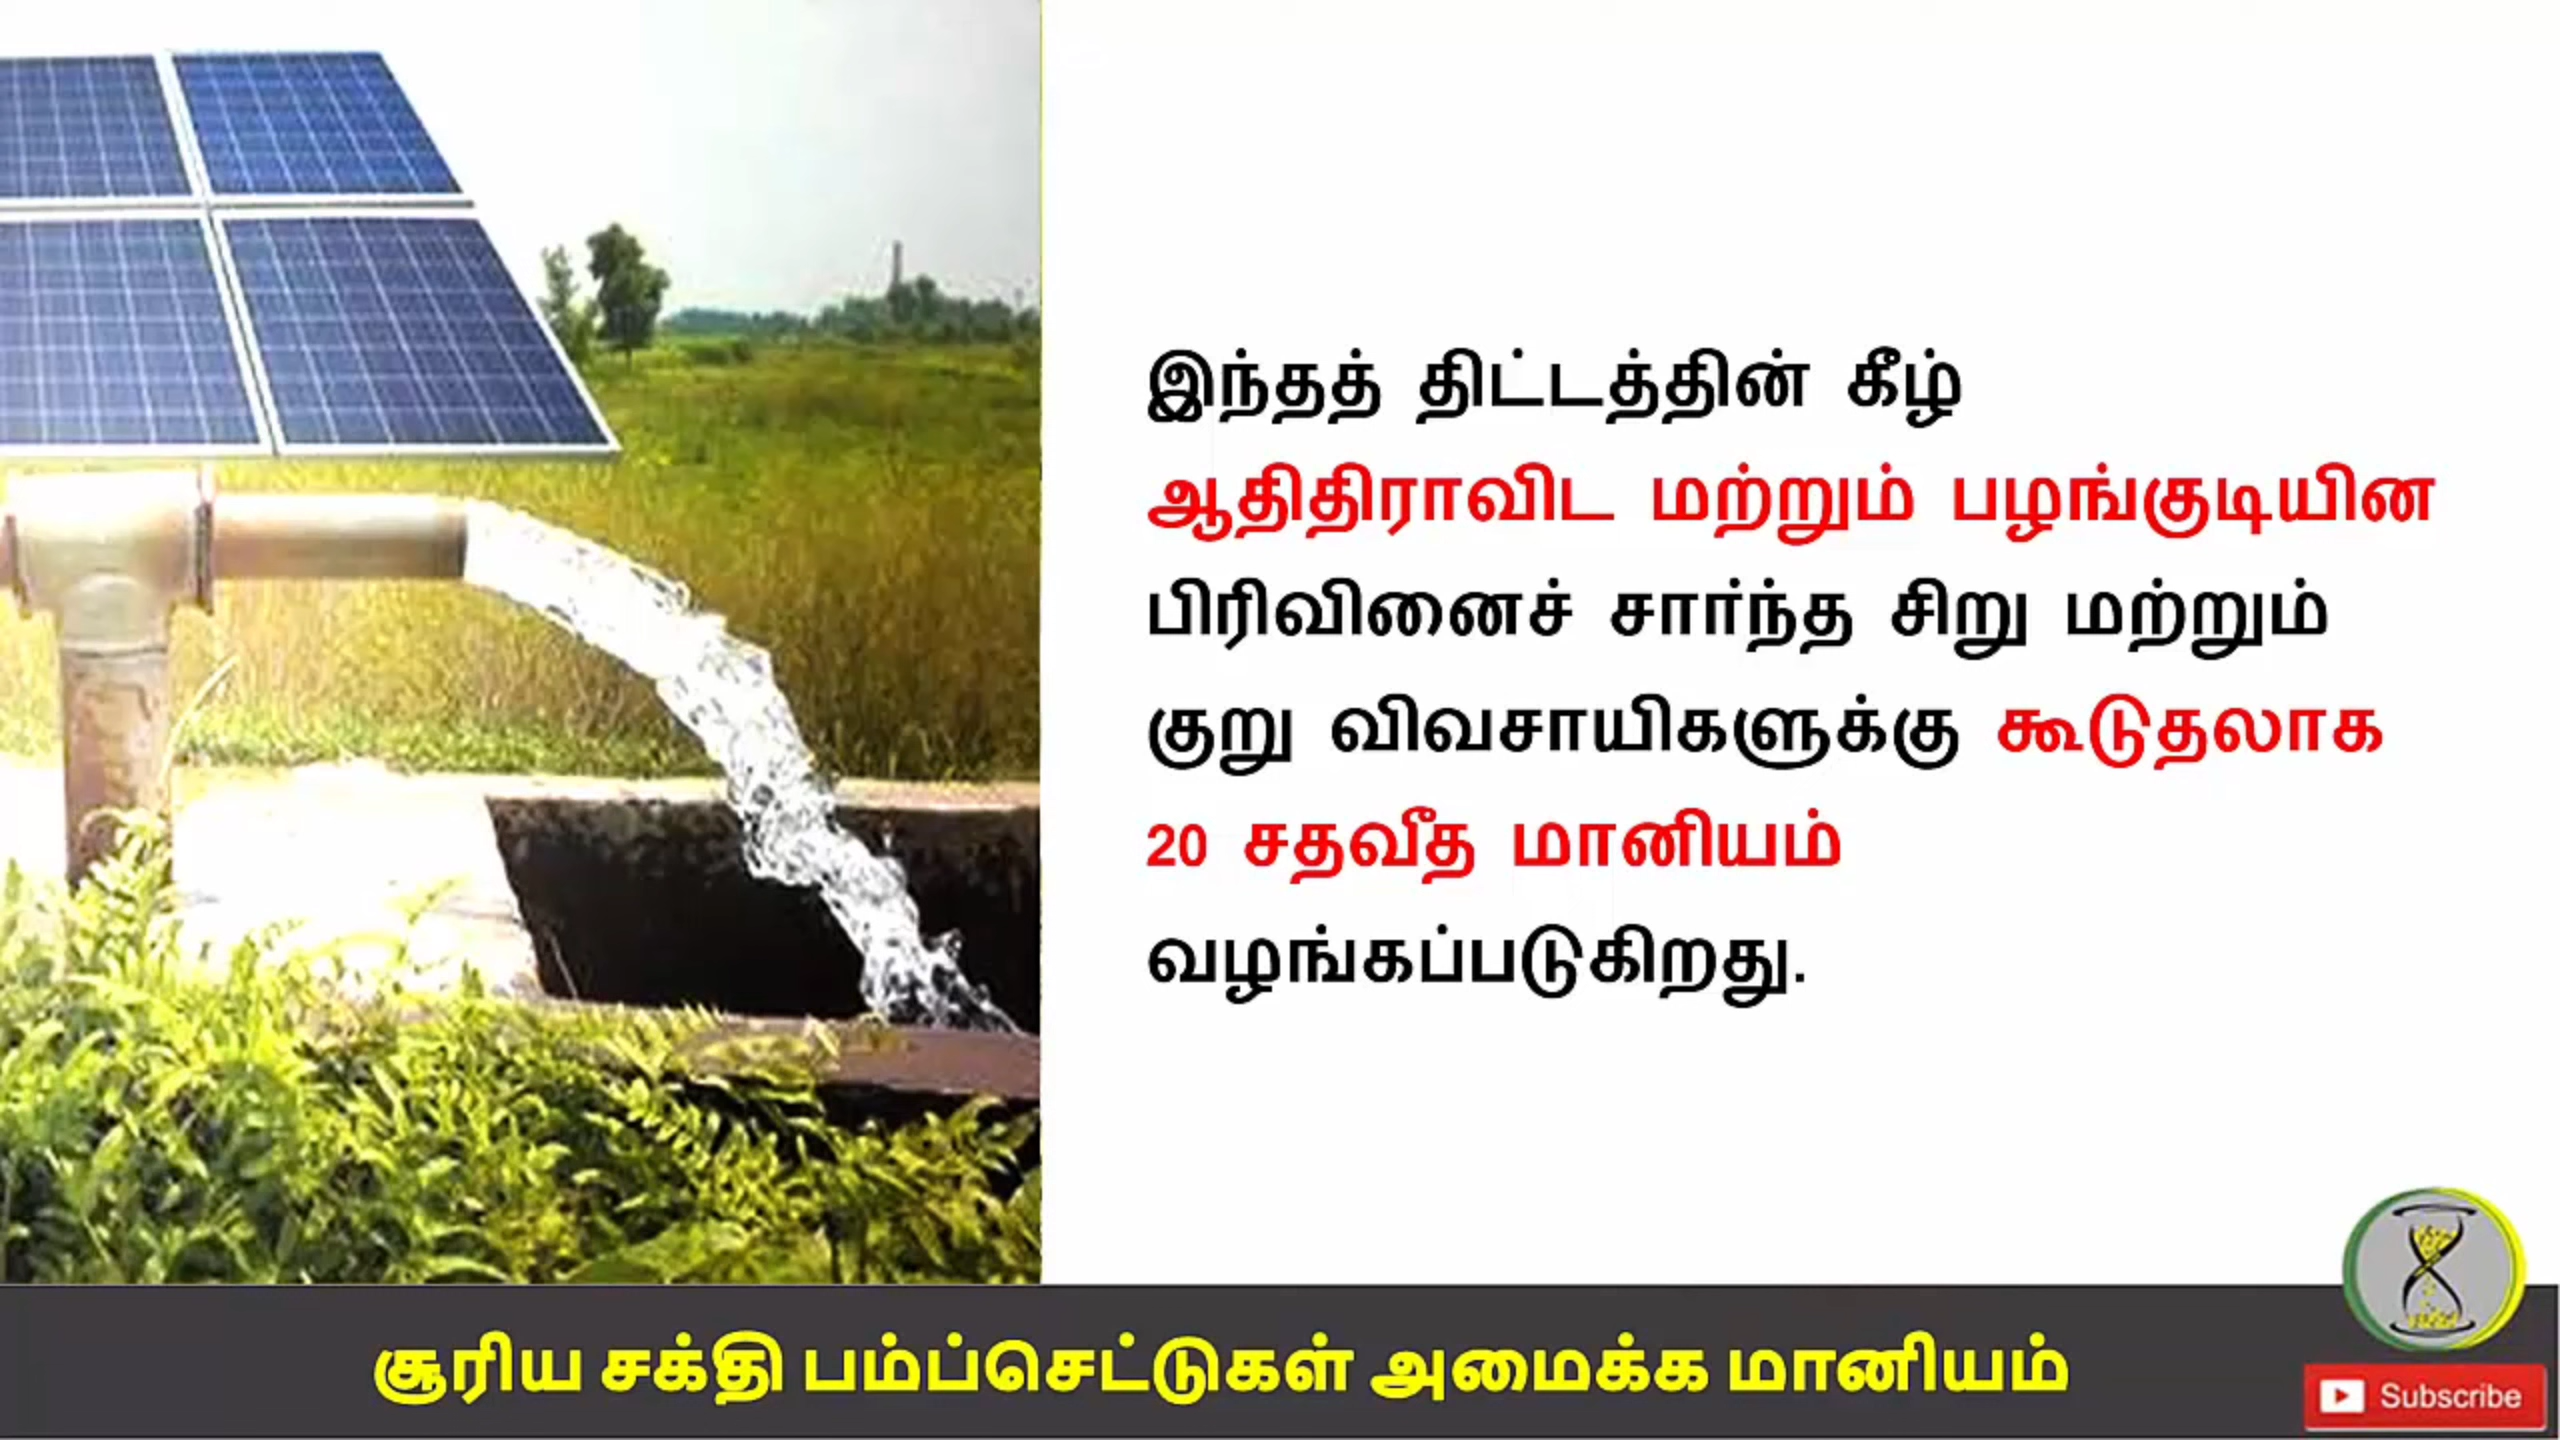 இந்தத் திட்டத்தின் கீழ்
ஆதிதிராவிட மற்றும் பழங்குடியின
பிரிவினைச் சார்ந்த சிறு மற்றும்
குறு விவசாயிகளுக்கு கூடுதலாக
20 சதவீத மானியம்
வழங்கப்படுகிறது.
சூரிய சக்தி பம்ப்செட்டுகள் அமைக்க மானியம்
Subscribe